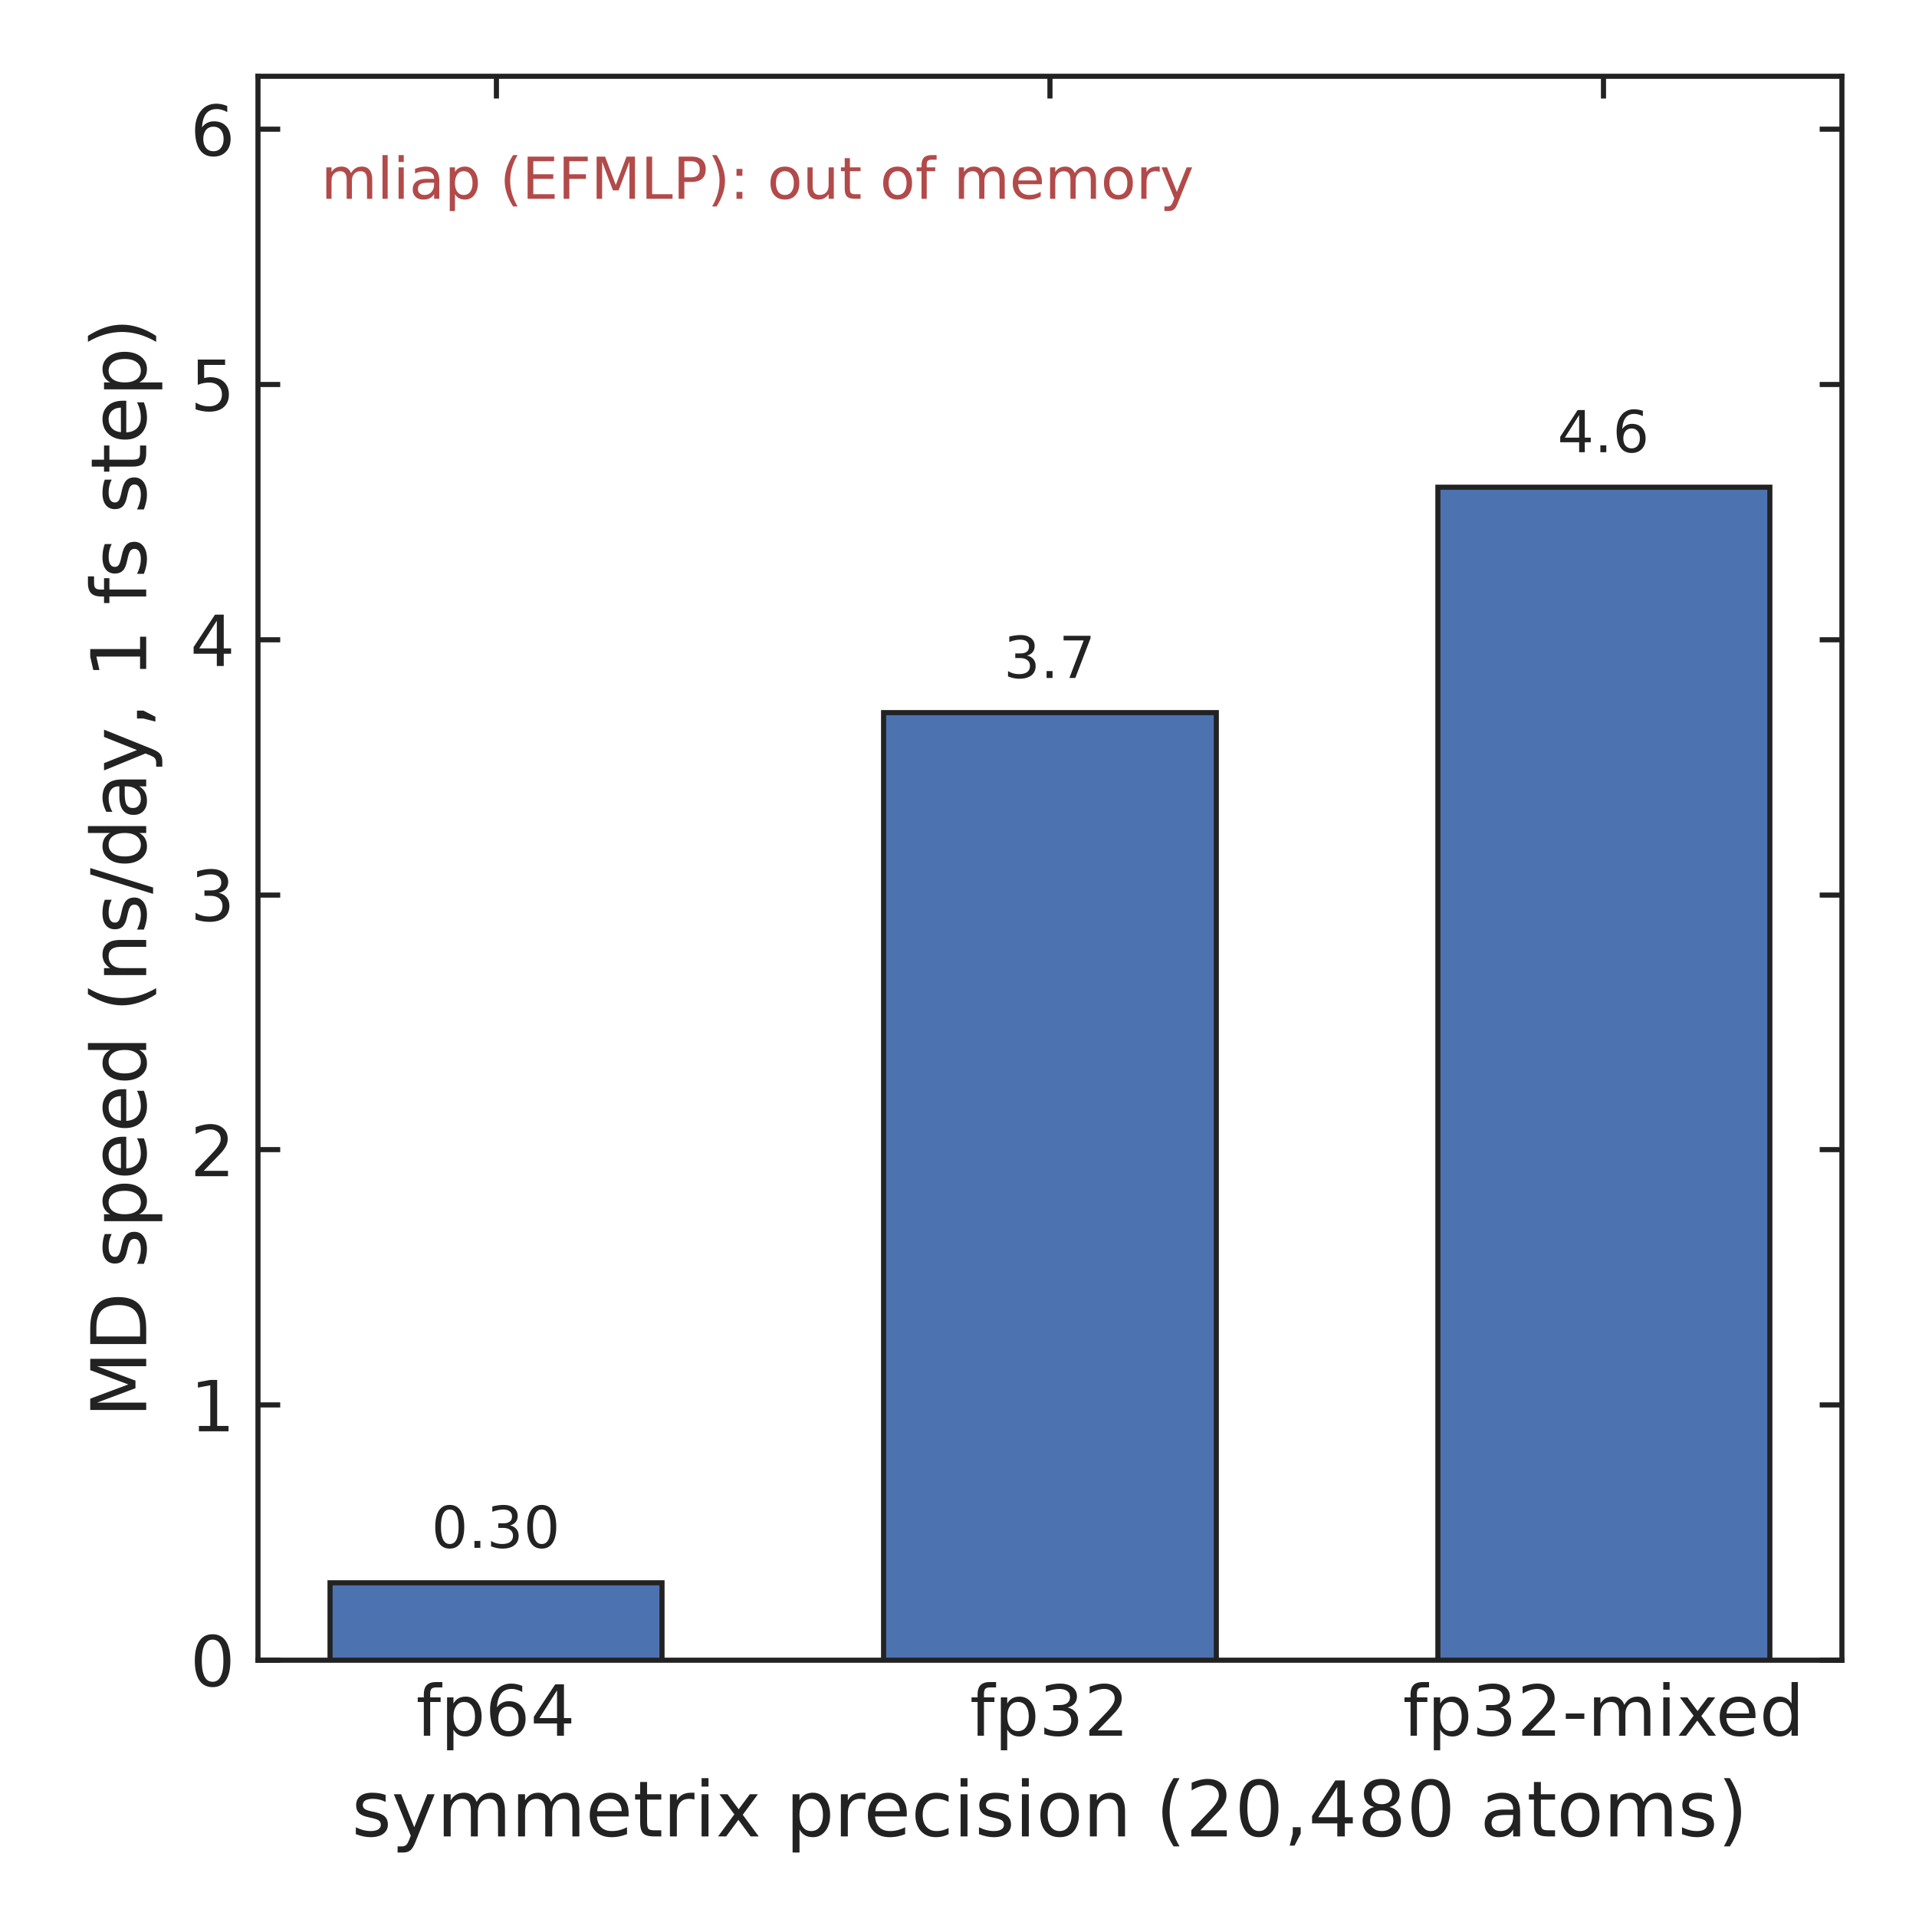 mliap (EFMLP): out of memory
MD speed (ns/day, 1 fs step)
6
5
4
3
2
1
0
0.30
3.7
4.6
fp64
fp32
fp32-mixed
symmetrix precision (20,480 atoms)